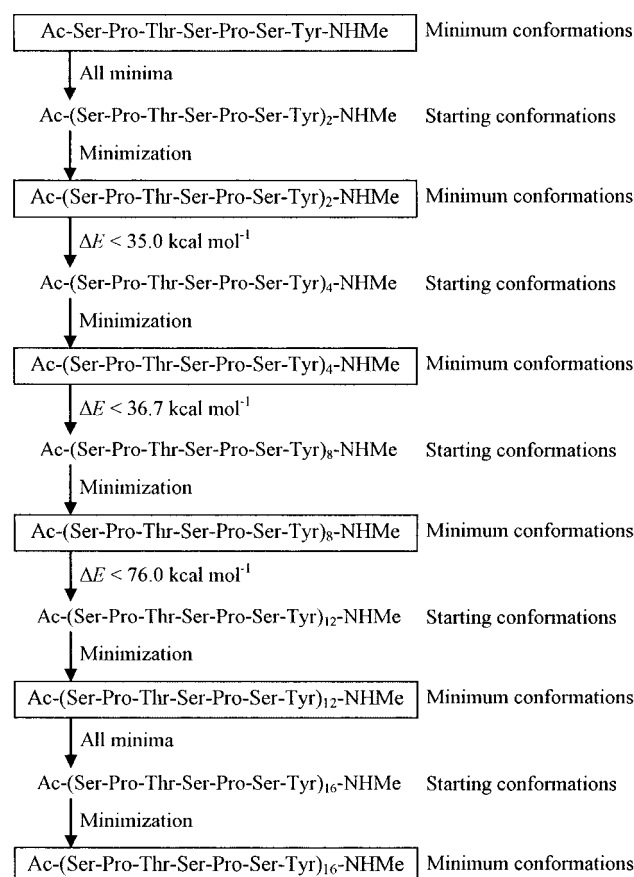 Ac-Ser-Pro-Thr-Ser-Pro-Ser-Tyr-NHMe Minimum conformations
All minima
Ac-(Ser-Pro-Thr-Ser-Pro-Ser-Tyr)₂-NHMe Starting conformations
Minimization
Ac-(Ser-Pro-Thr-Ser-Pro-Ser-Tyr)₂-NHMe Minimum conformations
ΔE < 35.0 kcal mol⁻¹
Ac-(Ser-Pro-Thr-Ser-Pro-Ser-Tyr)₄-NHMe Starting conformations
Minimization
Ac-(Ser-Pro-Thr-Ser-Pro-Ser-Tyr)₄-NHMe Minimum conformations
ΔE < 36.7 kcal mol⁻¹
Ac-(Ser-Pro-Thr-Ser-Pro-Ser-Tyr)₈-NHMe Starting conformations
Minimization
Ac-(Ser-Pro-Thr-Ser-Pro-Ser-Tyr)₈-NHMe Minimum conformations
ΔE < 76.0 kcal mol⁻¹
Ac-(Ser-Pro-Thr-Ser-Pro-Ser-Tyr)₁₂-NHMe Starting conformations
Minimization
Ac-(Ser-Pro-Thr-Ser-Pro-Ser-Tyr)₁₂-NHMe Minimum conformations
All minima
Ac-(Ser-Pro-Thr-Ser-Pro-Ser-Tyr)₁₆-NHMe Starting conformations
Minimization
Ac-(Ser-Pro-Thr-Ser-Pro-Ser-Tyr)₁₆-NHMe Minimum conformations